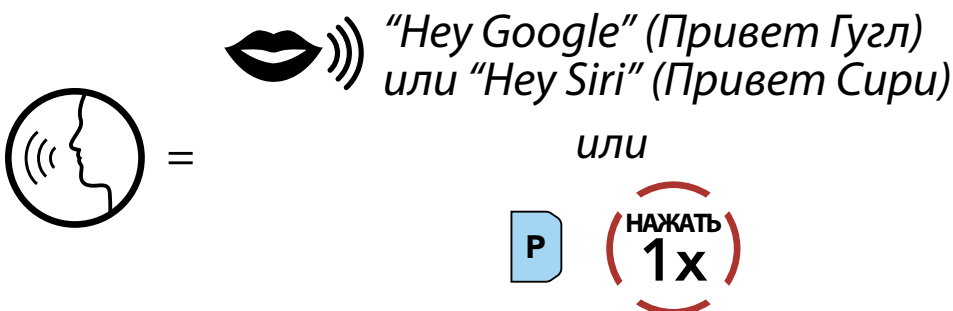 “Hey Google” (Привет Гугл)
или “Hey Siri” (Привет Сири)
=
или
P
НАЖАТЬ
1x